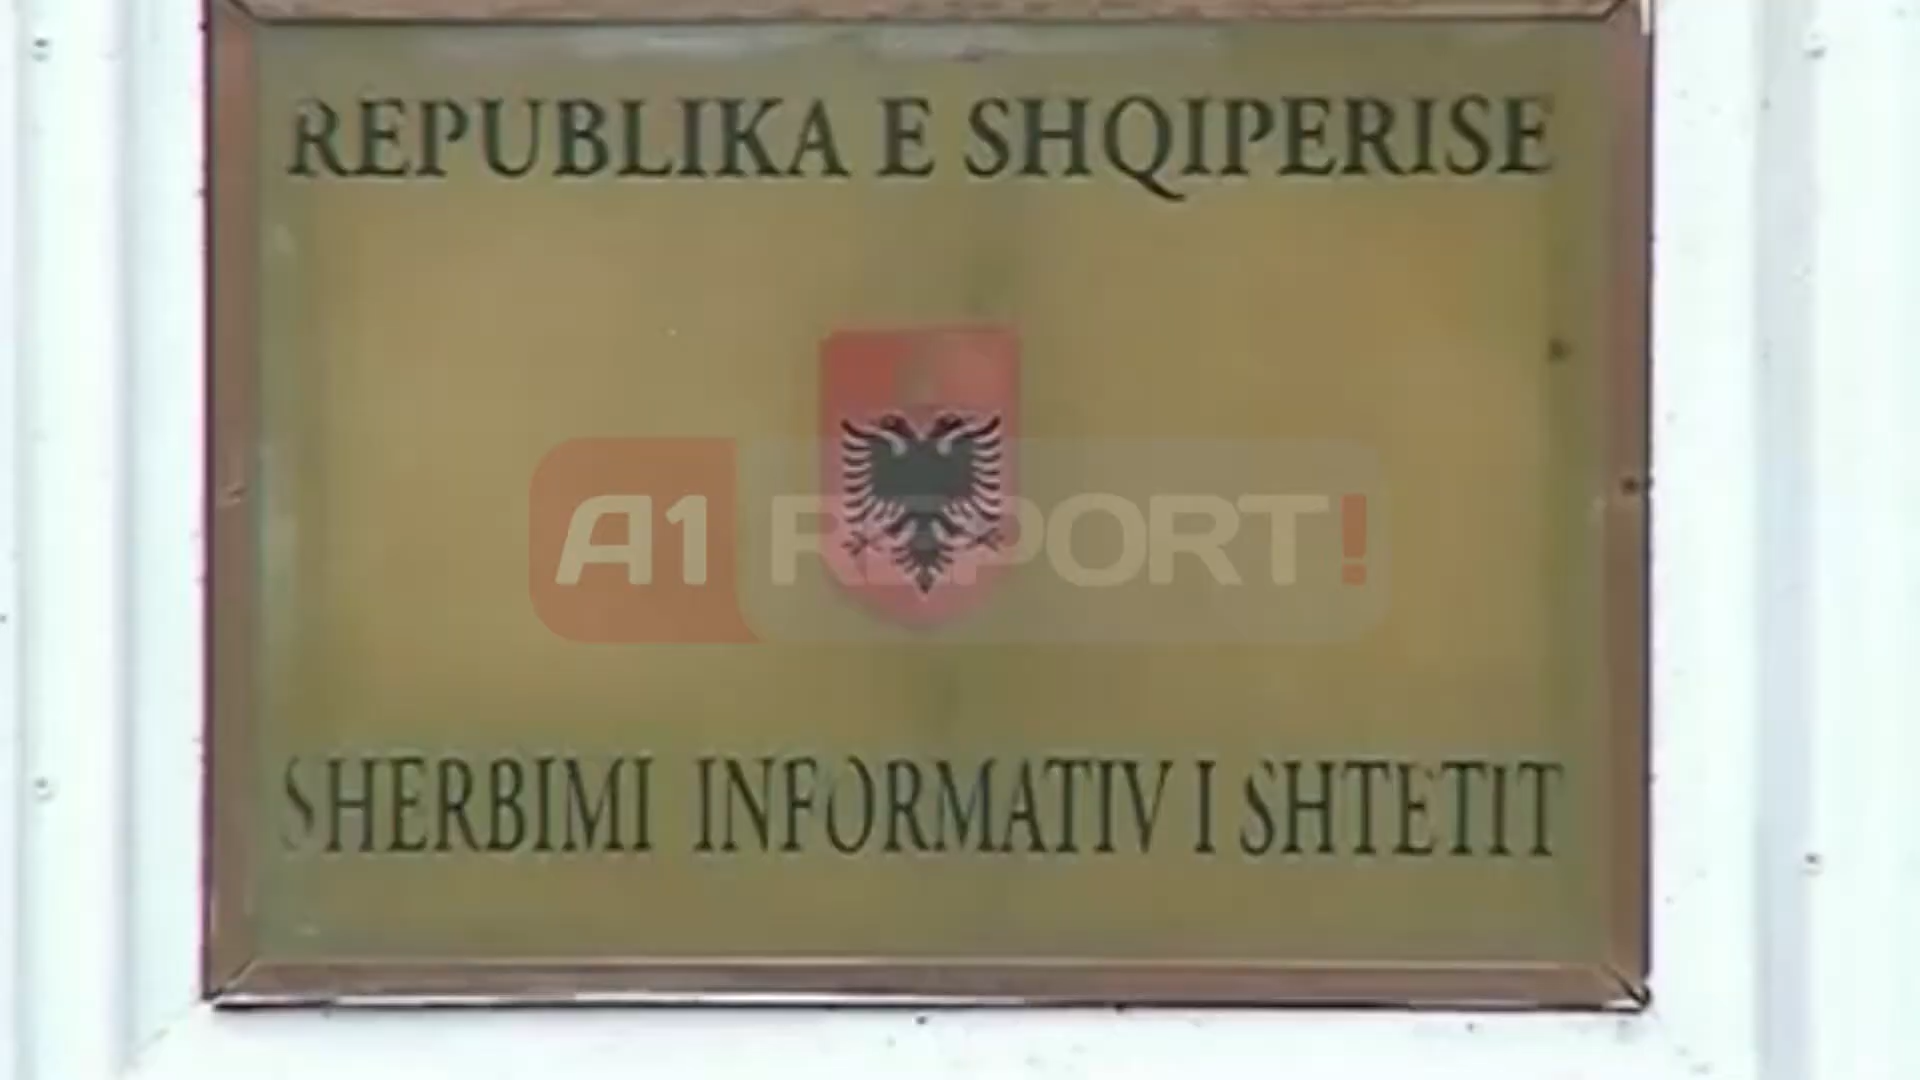 REPUBLIKA E SHQIPERISE
A1 REPORT!
SHERBIMI INFORMATIV I SHTETIT